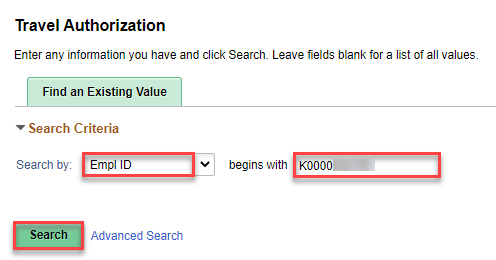 Travel Authorization
Enter any information you have and click Search. Leave fields blank for a list of all values.
Find an Existing Value
Search Criteria
Search by: Empl ID begins with K0000
Search Advanced Search